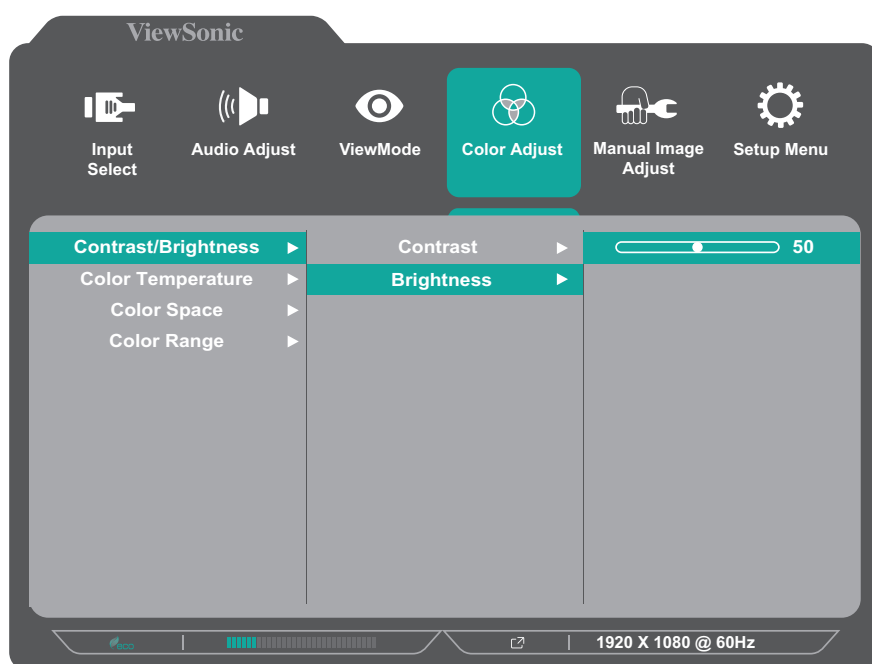 ViewSonic
Input
Select
Audio Adjust
ViewMode
Color Adjust
Manual Image
Adjust
Setup Menu
Contrast/Brightness
Contrast
50
Color Temperature
Brightness
Color Space
Color Range
eco
1920 X 1080 @ 60Hz